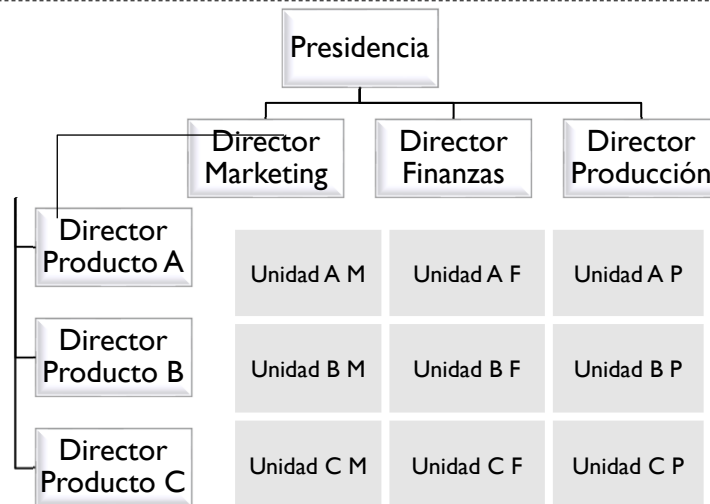 Presidencia
Director
Marketing
Director
Finanzas
Director
Producción
Director
Producto A
Unidad A M
Unidad A F
Unidad A P
Director
Producto B
Unidad B M
Unidad B F
Unidad B P
Director
Producto C
Unidad C M
Unidad C F
Unidad C P